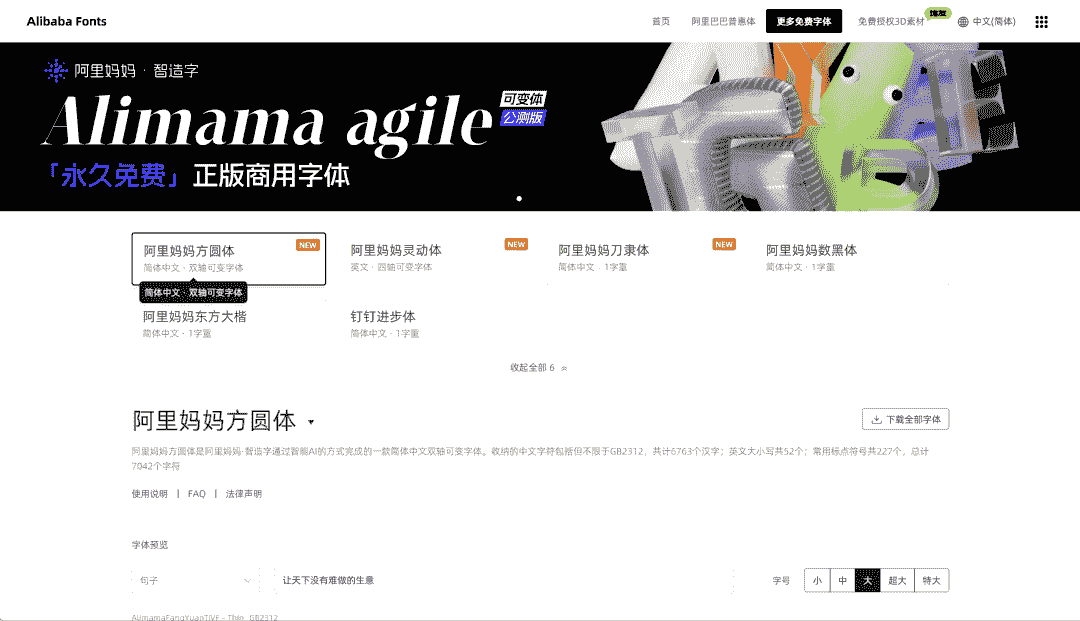 Alibaba Fonts
首页 阿里巴巴普惠体 更多免费字体 免费授权3D素材 中文(简体)
阿里妈妈 · 智造字
Alimama agile
可变体
公测版
「永久免费」正版商用字体
阿里妈妈方圆体 NEW
简体中文 · 双轴可变字体
简体中文 · 双轴可变字体
阿里妈妈灵动体 NEW
英文 · 四轴可变字体
阿里妈妈刀隶体 NEW
简体中文 · 1字重
阿里妈妈数黑体
简体中文 · 1字重
阿里妈妈东方大楷
简体中文 · 1字重
钉钉进步体
简体中文 · 1字重
收起全部 6
阿里妈妈方圆体
下载全部字体
阿里妈妈方圆体是阿里妈妈·智造字通过智能AI的方式完成的一款简体中文双轴可变字体。收纳的中文字符包括但不限于GB2312，共计6763个汉字；英文大小写共52个；常用标点符号共227个，总计
7042个字符
使用说明 | FAQ | 法律声明
字体预览
句子
让天下没有难做的生意
字号 小 中 大 超大 特大
AlimamaFangYuanTiVF - Thin, GB2312